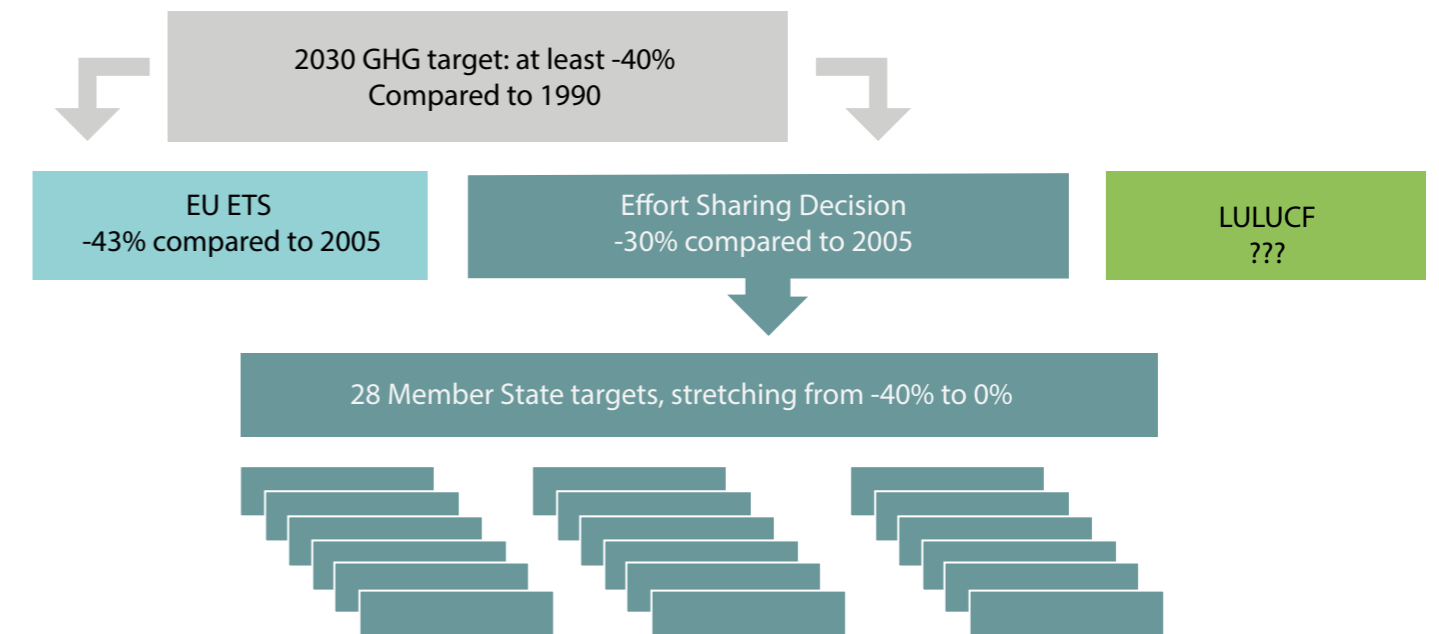 2030 GHG target: at least -40%
Compared to 1990
EU ETS
-43% compared to 2005
Effort Sharing Decision
-30% compared to 2005
LULUCF
???
28 Member State targets, stretching from -40% to 0%